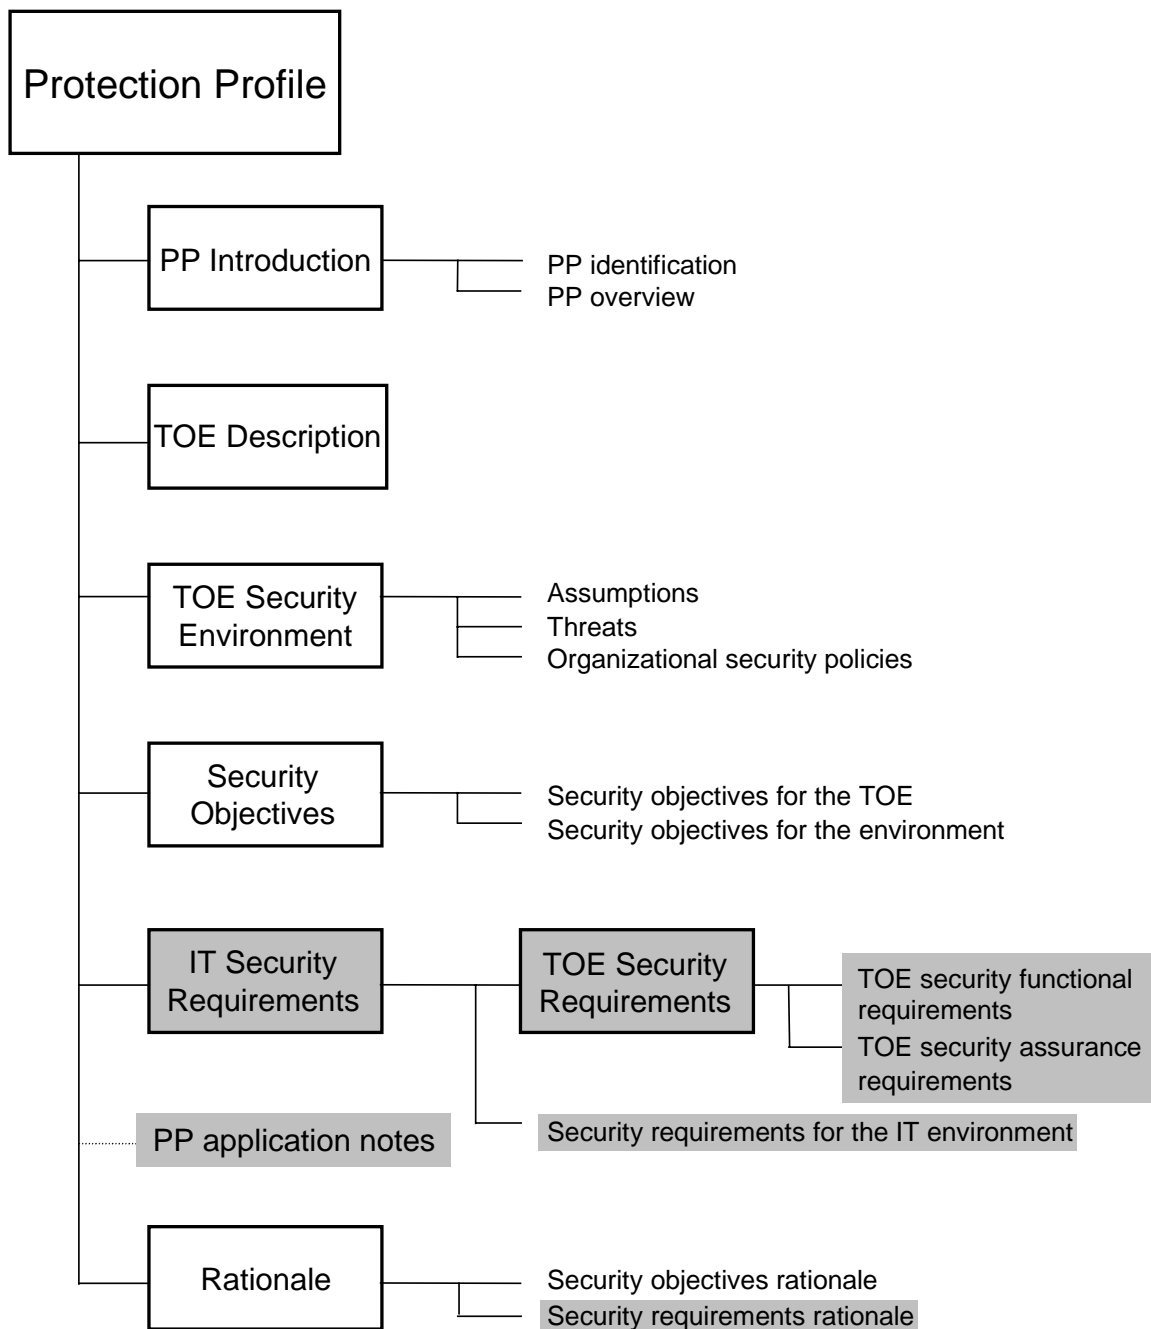 Protection Profile
PP Introduction
PP identification
PP overview
TOE Description
TOE Security
Environment
Assumptions
Threats
Organizational security policies
Security
Objectives
Security objectives for the TOE
Security objectives for the environment
IT Security
Requirements
TOE Security
Requirements
TOE security functional
requirements
TOE security assurance
requirements
Security requirements for the IT environment
PP application notes
Rationale
Security objectives rationale
Security requirements rationale